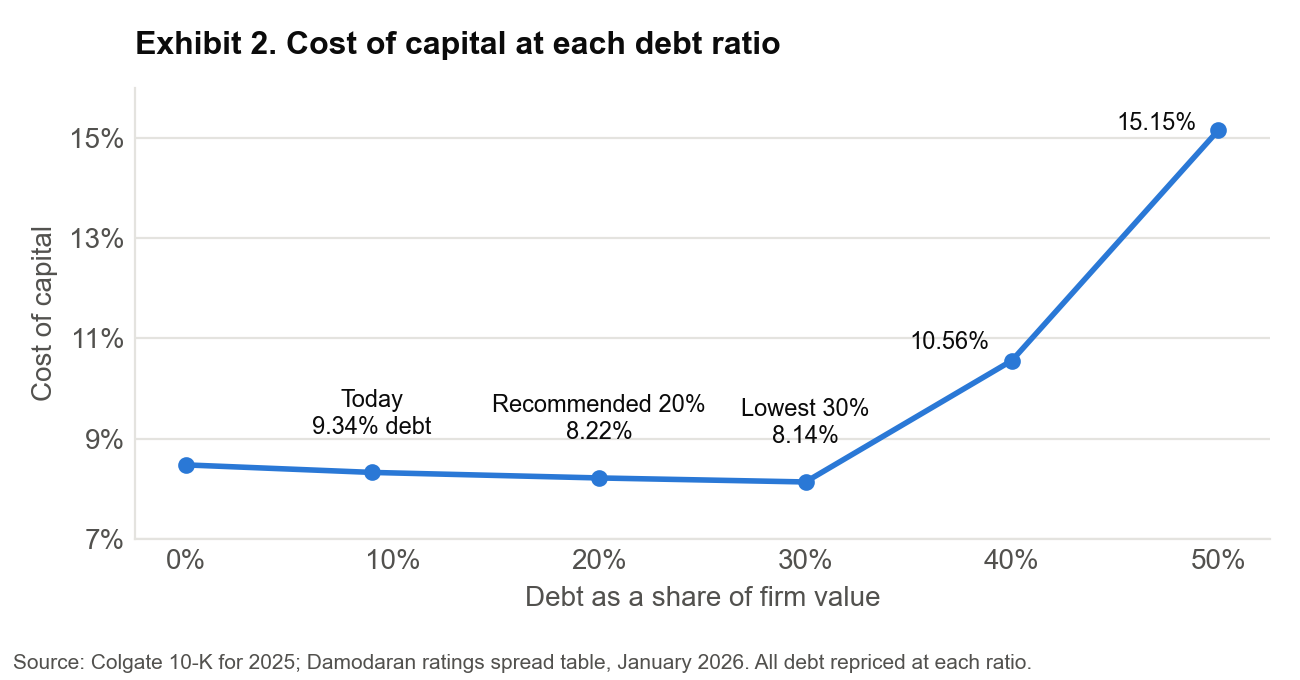 Exhibit 2. Cost of capital at each debt ratio
15%
13%
11%
9%
7%
Cost of capital
15.15%
10.56%
Today
9.34% debt
Recommended 20%
8.22%
Lowest 30%
8.14%
0% 10% 20% 30% 40% 50%
Debt as a share of firm value
Source: Colgate 10-K for 2025; Damodaran ratings spread table, January 2026. All debt repriced at each ratio.